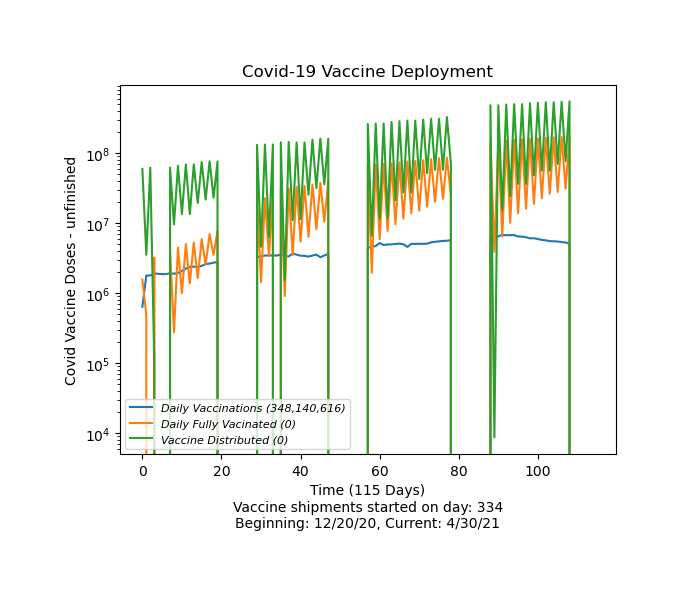 Covid-19 Vaccine Deployment
Covid Vaccine Doses - unfinished
10^8
10^7
10^6
10^5
10^4
Daily Vaccinations (348,140,616)
Daily Fully Vacinated (0)
Vaccine Distributed (0)
0 20 40 60 80 100
Time (115 Days)
Vaccine shipments started on day: 334
Beginning: 12/20/20, Current: 4/30/21